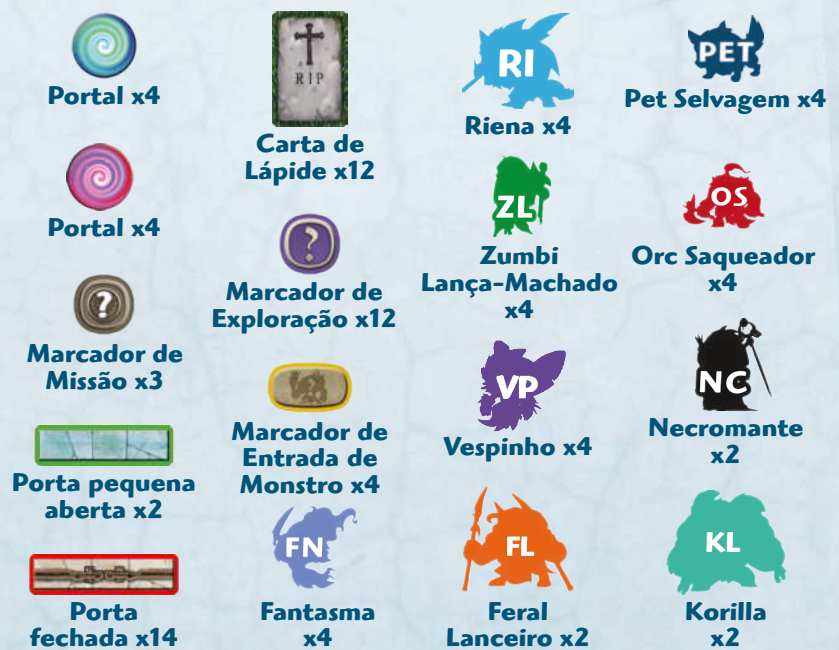 Portal x4
Portal x4
?
Marcador de
Missão x3
Porta pequena
aberta x2
Porta
fechada x14
RIP
Carta de
Lápide x12
?
Marcador de
Exploração x12
Marcador de
Entrada de
Monstro x4
FN
Fantasma
x4
RI
Riena x4
ZL
Zumbi
Lança-Machado
x4
VP
Vespinho x4
FL
Feral
Lanceiro x2
PET
Pet Selvagem x4
OS
Orc Saqueador
x4
NC
Necromante
x2
KL
Korilla
x2